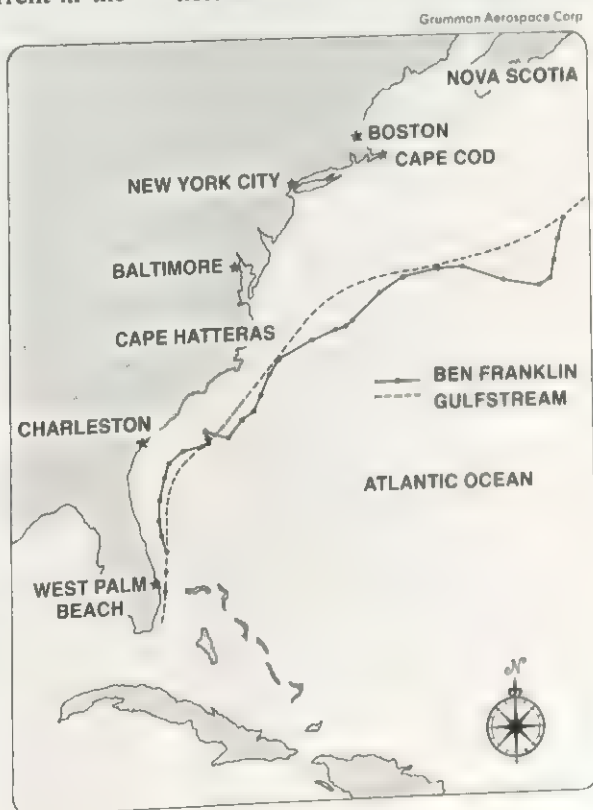 Grumman Aerospace Corp
NOVA SCOTIA
BOSTON
CAPE COD
NEW YORK CITY
BALTIMORE
CAPE HATTERAS
BEN FRANKLIN
GULFSTREAM
CHARLESTON
ATLANTIC OCEAN
WEST PALM
BEACH
N